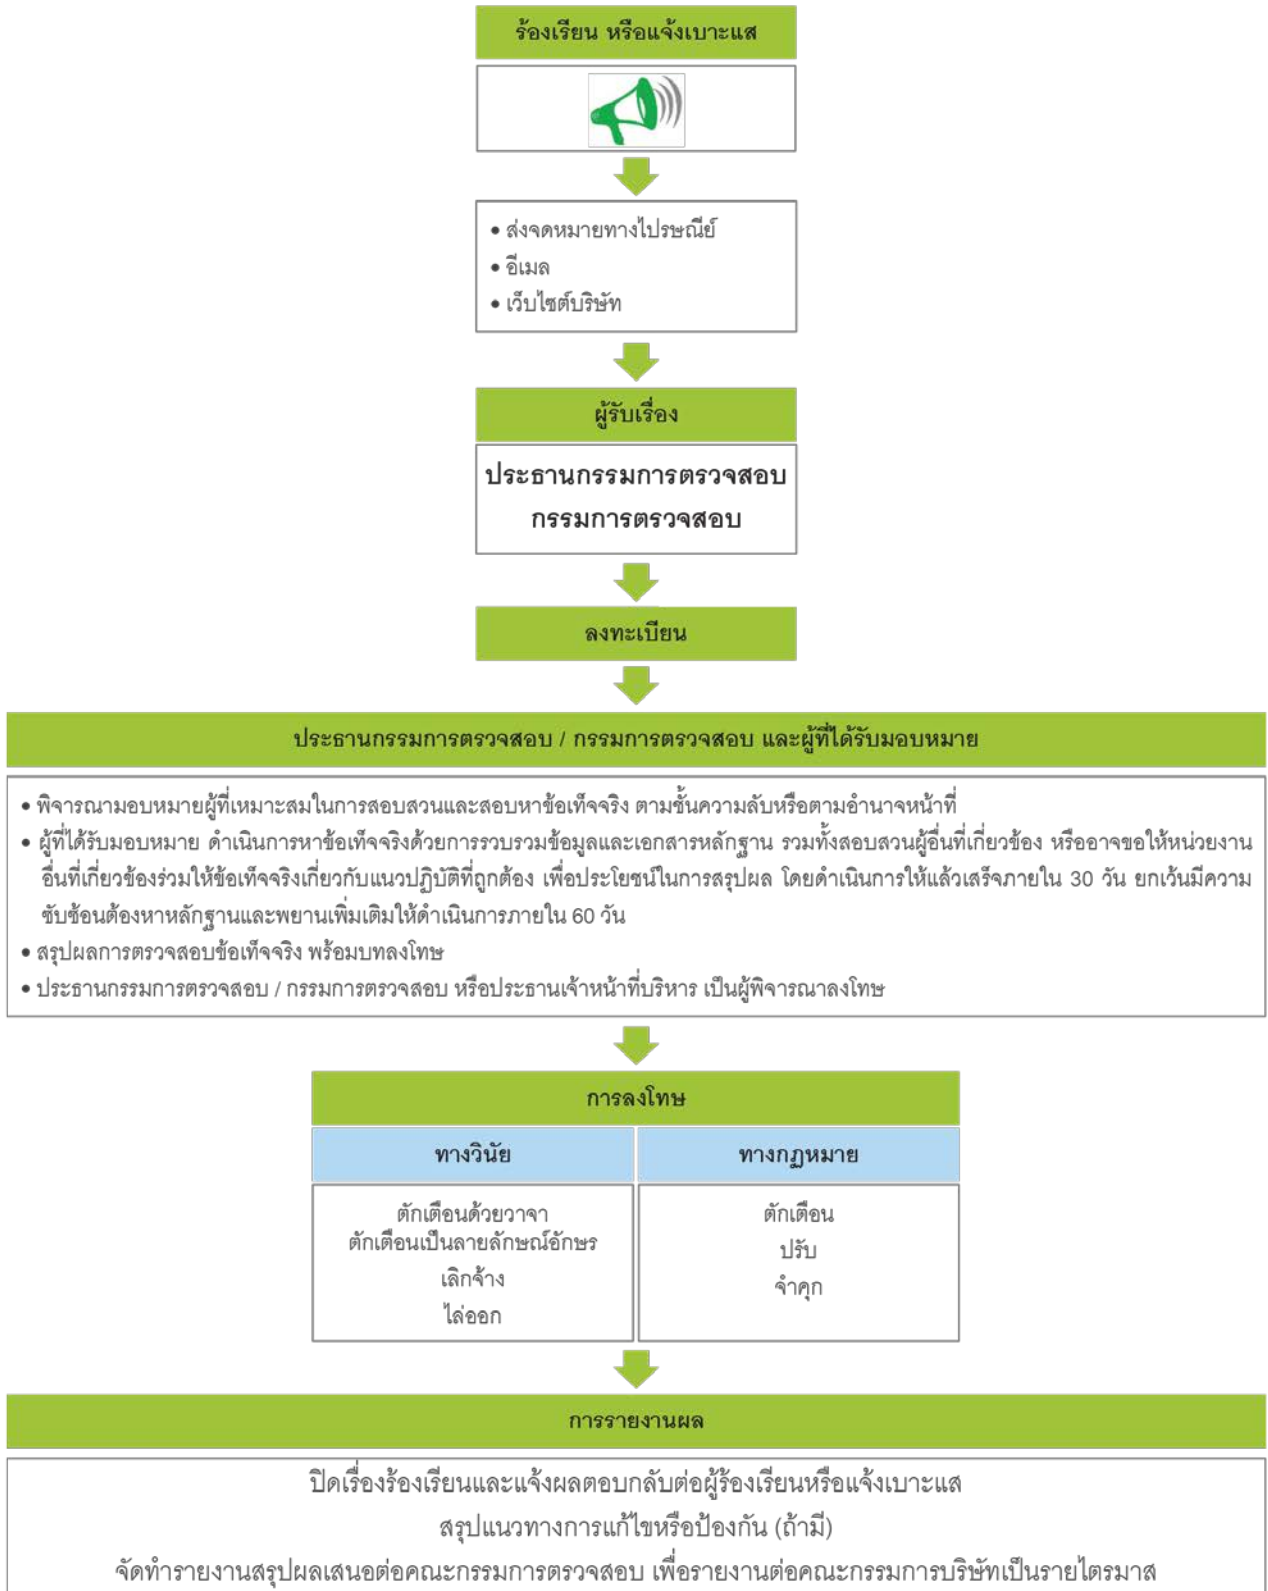 ร้องเรียน หรือแจ้งเบาะแส
• ส่งจดหมายทางไปรษณีย์
• อีเมล
• เว็บไซต์บริษัท
ผู้รับเรื่อง
ประธานกรรมการตรวจสอบ
กรรมการตรวจสอบ
ลงทะเบียน
ประธานกรรมการตรวจสอบ / กรรมการตรวจสอบ และผู้ที่ได้รับมอบหมาย
• พิจารณามอบหมายผู้ที่เหมาะสมในการสอบสวนและสอบหาข้อเท็จจริง ตามชั้นความลับหรือตามอำนาจหน้าที่
• ผู้ที่ได้รับมอบหมาย ดำเนินการหาข้อเท็จจริงด้วยการรวบรวมข้อมูลและเอกสารหลักฐาน รวมทั้งสอบสวนผู้อื่นที่เกี่ยวข้อง หรืออาจขอให้หน่วยงาน
อื่นที่เกี่ยวข้องร่วมให้ข้อเท็จจริงเกี่ยวกับแนวปฏิบัติที่ถูกต้อง เพื่อประโยชน์ในการสรุปผล โดยดำเนินการให้แล้วเสร็จภายใน 30 วัน ยกเว้นมีความ
ซับซ้อนต้องหาหลักฐานและพยานเพิ่มเติมให้ดำเนินการภายใน 60 วัน
• สรุปผลการตรวจสอบข้อเท็จจริง พร้อมบทลงโทษ
• ประธานกรรมการตรวจสอบ / กรรมการตรวจสอบ หรือประธานเจ้าหน้าที่บริหาร เป็นผู้พิจารณาลงโทษ
การลงโทษ
ทางวินัย
ตักเตือนด้วยวาจา
ตักเตือนเป็นลายลักษณ์อักษร
เลิกจ้าง
ไล่ออก
ทางกฎหมาย
ตักเตือน
ปรับ
จำคุก
การรายงานผล
ปิดเรื่องร้องเรียนและแจ้งผลตอบกลับต่อผู้ร้องเรียนหรือแจ้งเบาะแส
สรุปแนวทางการแก้ไขหรือป้องกัน (ถ้ามี)
จัดทำรายงานสรุปผลเสนอต่อคณะกรรมการตรวจสอบ เพื่อรายงานต่อคณะกรรมการบริษัทเป็นรายไตรมาส